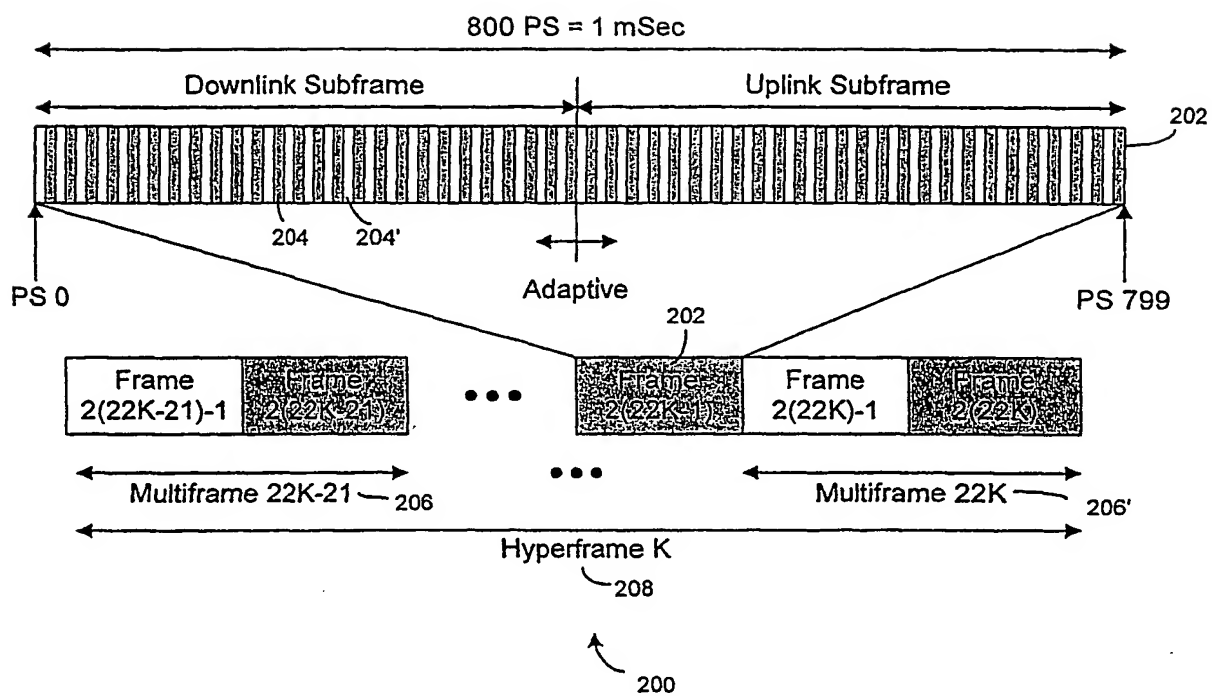 800 PS = 1 mSec
Downlink Subframe
Uplink Subframe
202
204
204'
Adaptive
PS 0
PS 799
202
Frame
2(22K-21)-1
Frame
2(22K-21)
Frame
2(22K-1)
Frame
2(22K)-1
Frame
2(22K)
Multiframe 22K-21
206
Multiframe 22K
206'
Hyperframe K
208
200